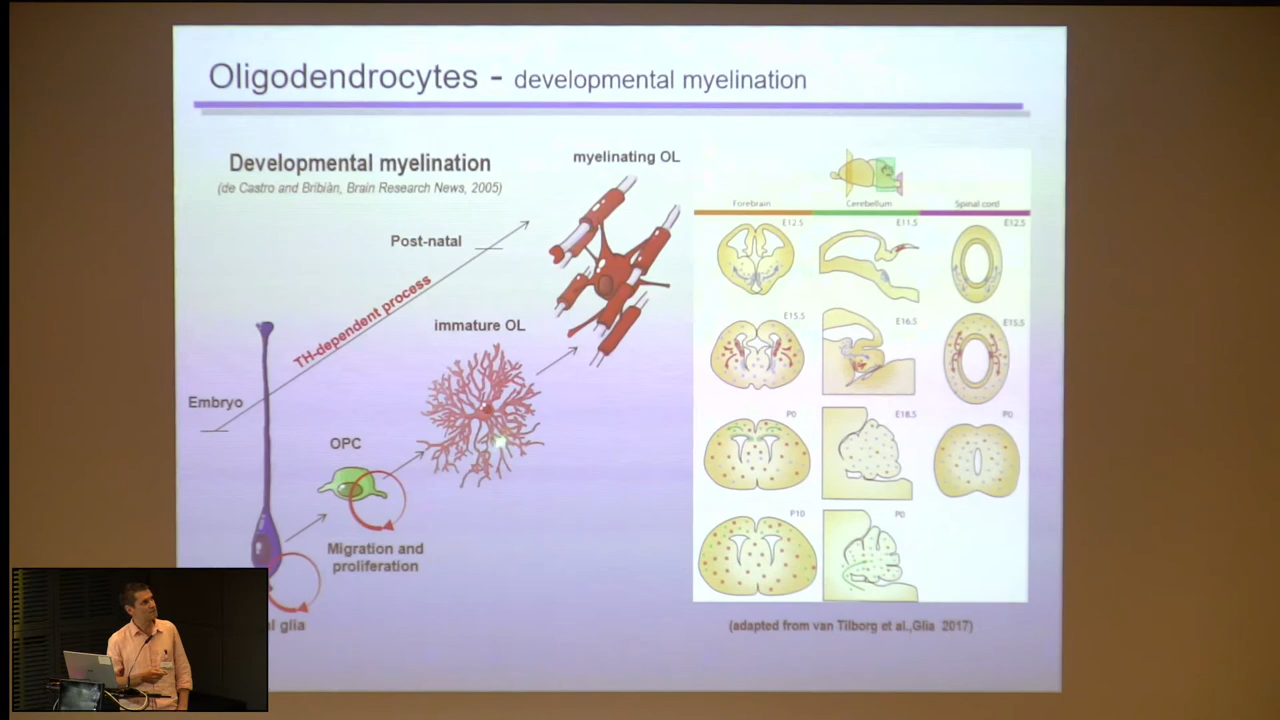 Oligodendrocytes - developmental myelination
Developmental myelination
(de Castro and Bribiàn, Brain Research News, 2005)
myelinating OL
Post-natal
TH-dependent process
immature OL
Embryo
OPC
Migration and
proliferation
glia
Forebrain Cerebellum Spinal cord
E12.5 E11.5 E12.5
E15.5 E16.5 E15.5
P0 E18.5 P0
P10 P0
(adapted from van Tilborg et al.,Glia 2017)